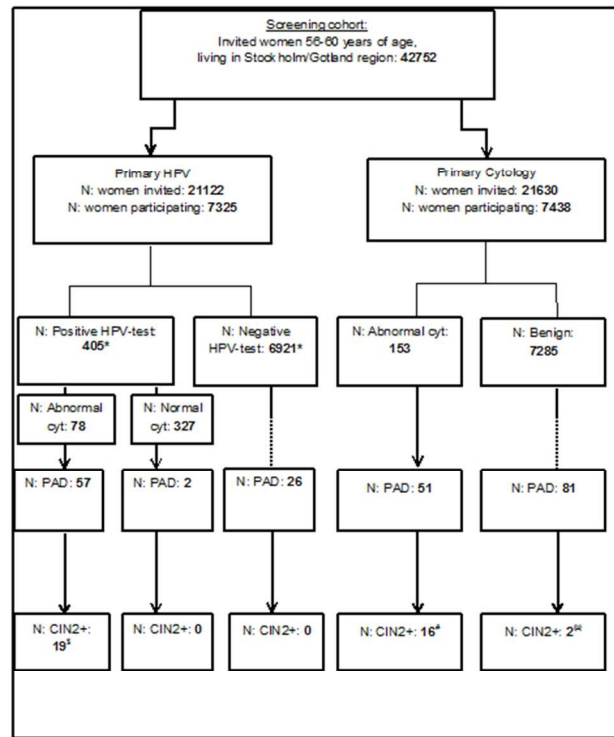 Screening cohort:
Invited women 56-60 years of age,
living in Stockholm/Gotland region: 42752
Primary HPV
N: women invited: 21122
N: women participating: 7325
Primary Cytology
N: women invited: 21630
N: women participating: 7438
N: Positive HPV-test:
405*
N: Negative
HPV-test: 6921*
N: Abnormal cyt:
153
N: Benign:
7285
N: Abnormal
cyt: 78
N: Normal
cyt: 327
N: PAD: 57
N: PAD: 2
N: PAD: 26
N: PAD: 51
N: PAD: 81
N: CIN2+:
19$
N: CIN2+: 0
N: CIN2+: 0
N: CIN2+: 16#
N: CIN2+: 2